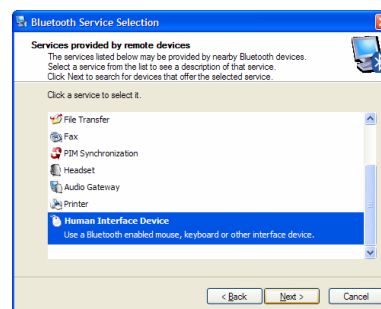 Bluetooth Service Selection
Services provided by remote devices
The services listed below may be provided by nearby Bluetooth devices.
Select a service from the list to see a description of that service.
Click Next to search for devices that offer the selected service.
Click a service to select it.
File Transfer
Fax
PIM Synchronization
Headset
Audio Gateway
Printer
Human Interface Device
Use a Bluetooth enabled mouse, keyboard or other interface device.
< Back Next > Cancel